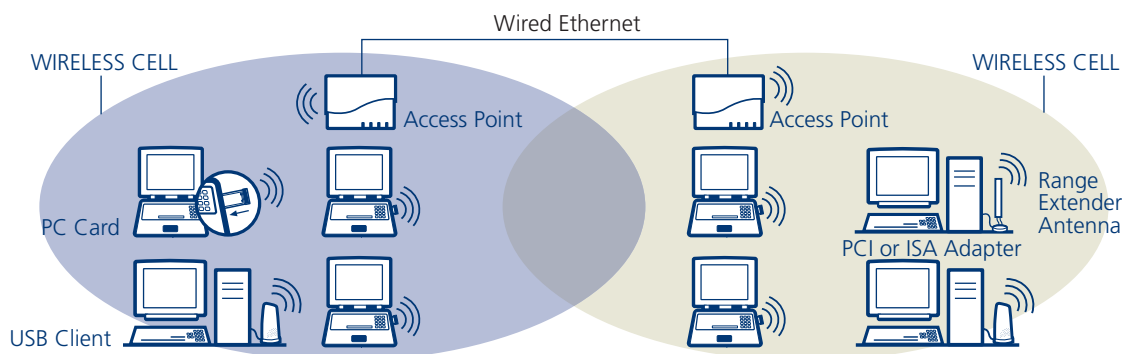 Wired Ethernet
WIRELESS CELL
WIRELESS CELL
Access Point
Access Point
PC Card
Range
Extender
Antenna
PCI or ISA Adapter
USB Client